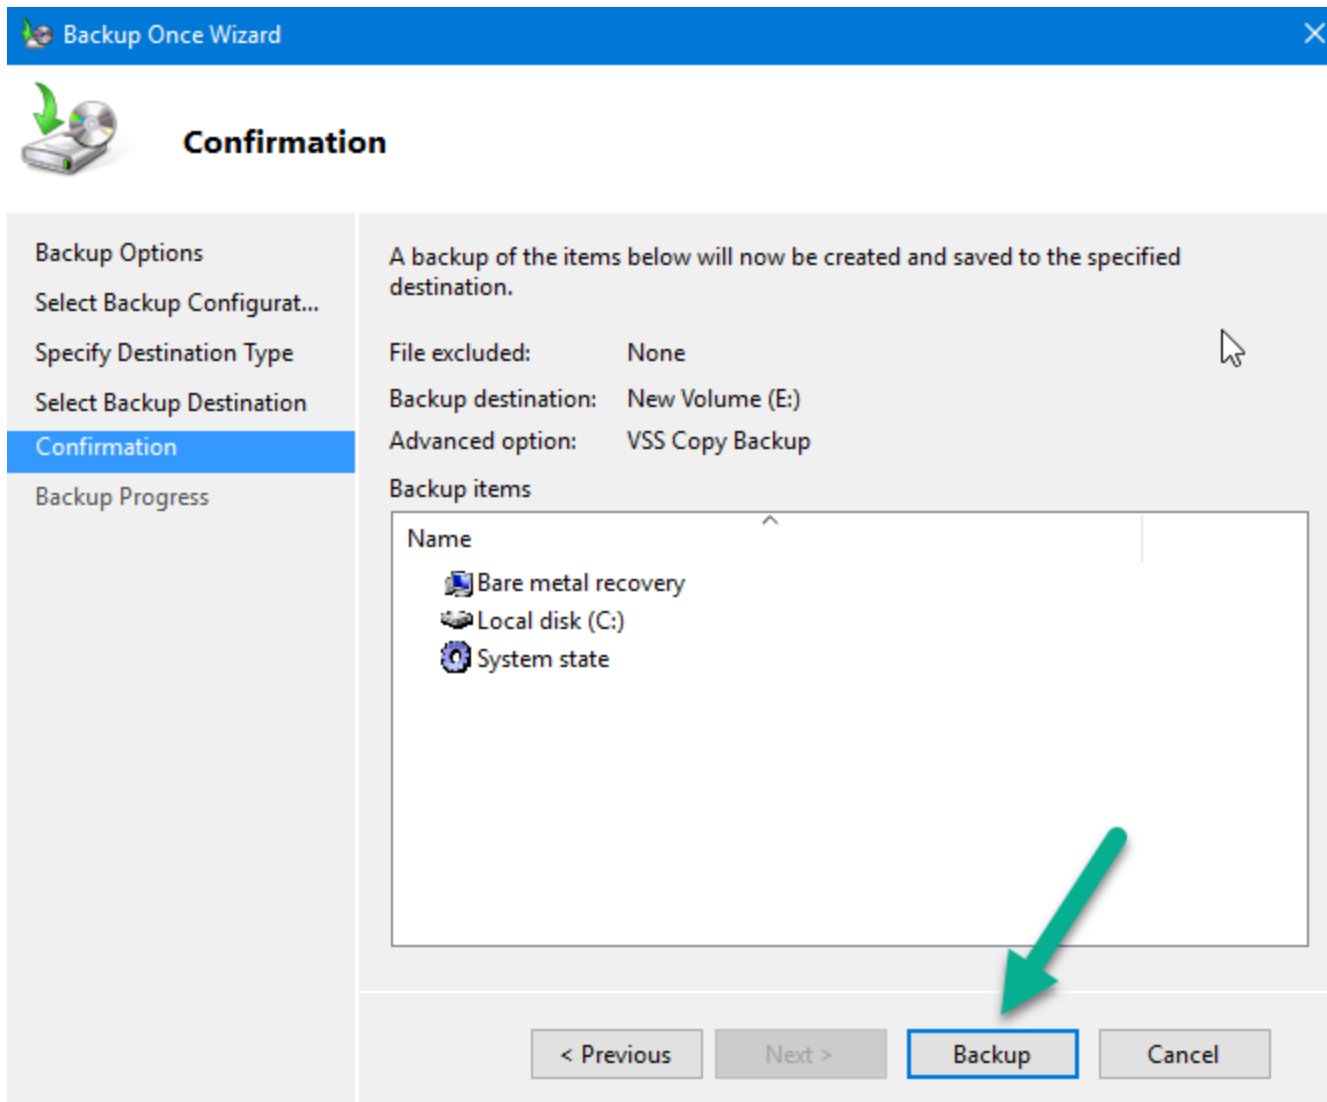 Backup Once Wizard
Confirmation
Backup Options
Select Backup Configurat...
Specify Destination Type
Select Backup Destination
Confirmation
Backup Progress
A backup of the items below will now be created and saved to the specified
destination.
File excluded: None
Backup destination: New Volume (E:)
Advanced option: VSS Copy Backup
Backup items
Name
Bare metal recovery
Local disk (C:)
System state
< Previous
Next >
Backup
Cancel